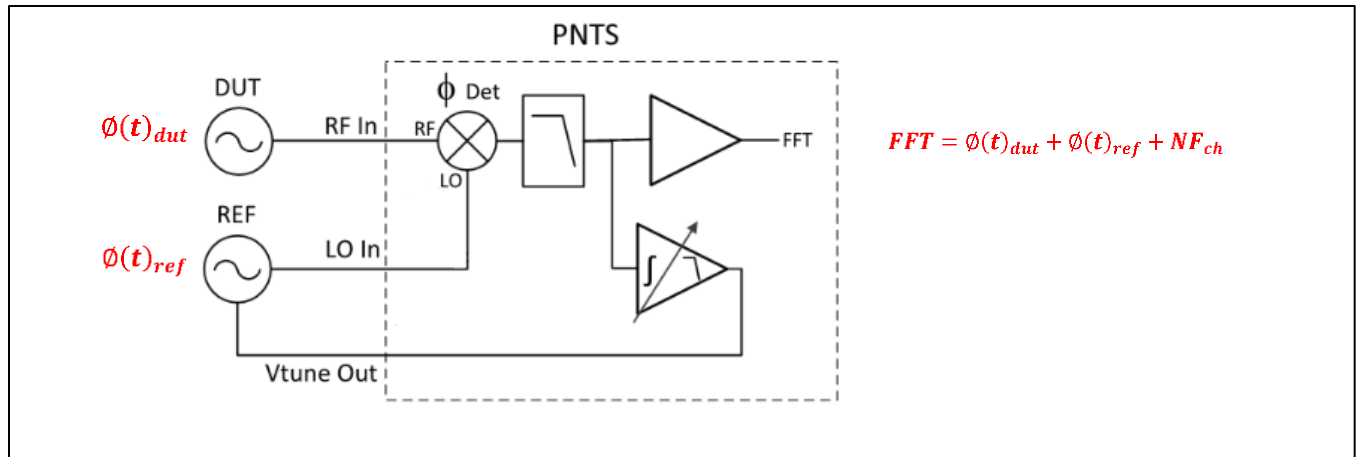 PNTS
DUT
ϕ Det
∅(t)dut
RF In
RF
FFT
FFT = ∅(t)dut + ∅(t)ref + NFch
LO
REF
LO In
∅(t)ref
∫
Vtune Out